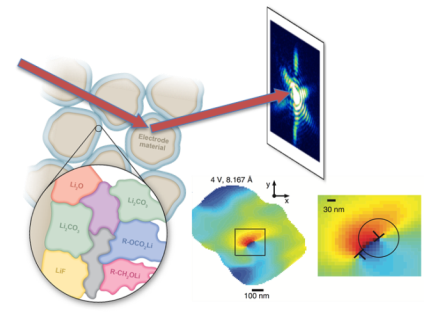 Electrode
material
Li₂O
Li₂CO₃
Li₂CO₃
R-OCO₂Li
LiF
R-CH₂OLi
4 V, 8.167 Å
y
x
100 nm
30 nm